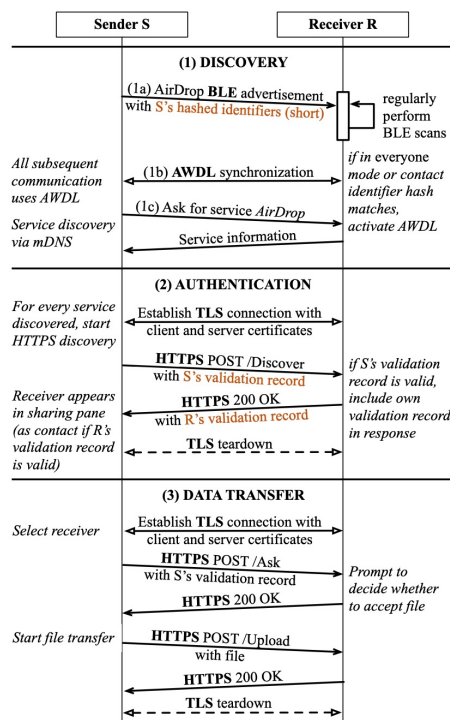 Sender S
Receiver R
(1) DISCOVERY
(1a) AirDrop BLE advertisement
with S's hashed identifiers (short)
regularly
perform
BLE scans
All subsequent
communication
uses AWDL
(1b) AWDL synchronization
if in everyone
mode or contact
identifier hash
matches,
activate AWDL
Service discovery
via mDNS
(1c) Ask for service AirDrop
Service information
(2) AUTHENTICATION
For every service
discovered, start
HTTPS discovery
Establish TLS connection with
client and server certificates
HTTPS POST /Discover
with S's validation record
if S's validation
record is valid,
include own
validation record
in response
Receiver appears
in sharing pane
(as contact if R's
validation record
is valid)
HTTPS 200 OK
with R's validation record
TLS teardown
(3) DATA TRANSFER
Select receiver
Establish TLS connection with
client and server certificates
HTTPS POST /Ask
with S's validation record
Prompt to
decide whether
to accept file
HTTPS 200 OK
Start file transfer
HTTPS POST /Upload
with file
HTTPS 200 OK
TLS teardown